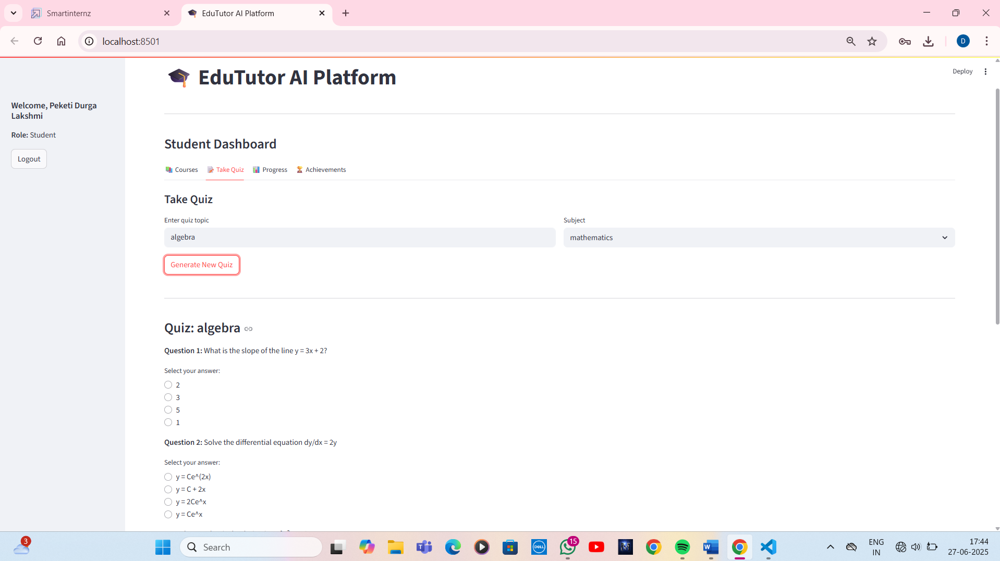 Smartinternz
EduTutor AI Platform
localhost:8501
D
EduTutor AI Platform
Deploy
Welcome, Peketi Durga
Lakshmi
Role: Student
Logout
Student Dashboard
Courses
Take Quiz
Progress
Achievements
Take Quiz
Enter quiz topic
Subject
algebra
mathematics
Generate New Quiz
Quiz: algebra
Question 1: What is the slope of the line y = 3x + 2?
Select your answer:
2
3
5
1
Question 2: Solve the differential equation dy/dx = 2y
Select your answer:
y = Ce^(2x)
y = C + 2x
y = 2Ce^x
y = Ce^x
3
Search
DELL
15
W
ENG
IN
17:44
27-06-2025